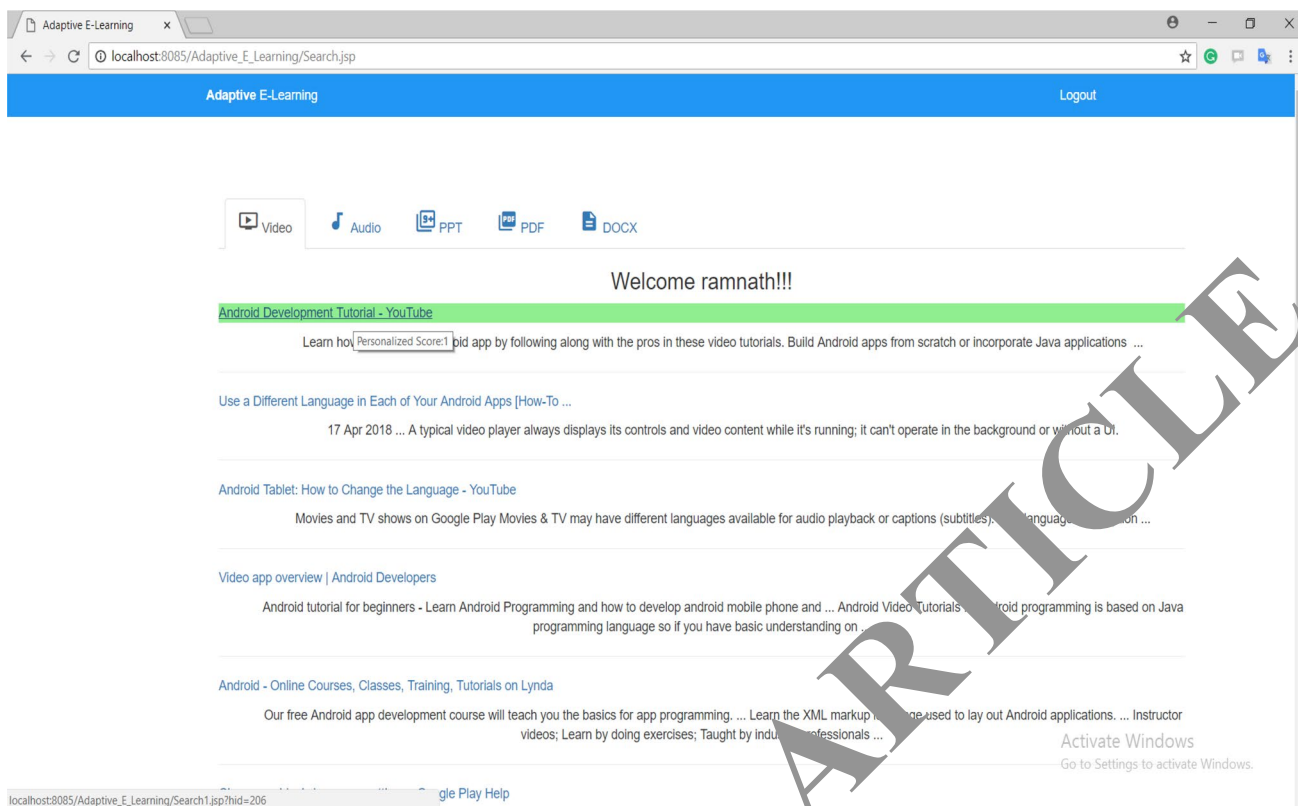 Adaptive E-Learning
localhost:8085/Adaptive_E_Learning/Search.jsp
Adaptive E-Learning
Logout
Video
Audio
9+
PPT
PDF
PDF
DOCX
Welcome ramnath!!!
Android Development Tutorial - YouTube
Learn how Personalized Score:1 app by following along with the pros in these video tutorials. Build Android apps from scratch or incorporate Java applications ...
Use a Different Language in Each of Your Android Apps [How-To ...
17 Apr 2018 ... A typical video player always displays its controls and video content while it's running; it can't operate in the background or without a UI.
Android Tablet: How to Change the Language - YouTube
Movies and TV shows on Google Play Movies & TV may have different languages available for audio playback or captions (subtitles). ...
Video app overview | Android Developers
Android tutorial for beginners - Learn Android Programming and how to develop android mobile phone and ... Android Video Tutorials programming is based on Java
programming language so if you have basic understanding on ...
Android - Online Courses, Classes, Training, Tutorials on Lynda
Our free Android app development course will teach you the basics for app programming. ... Learn the XML markup used to lay out Android applications. ... Instructor
videos; Learn by doing exercises; Taught by professionals ...
Activate Windows
Go to Settings to activate Windows.
Play Help
localhost:8085/Adaptive_E_Learning/Search1.jsp?hid=206
ARTICLE